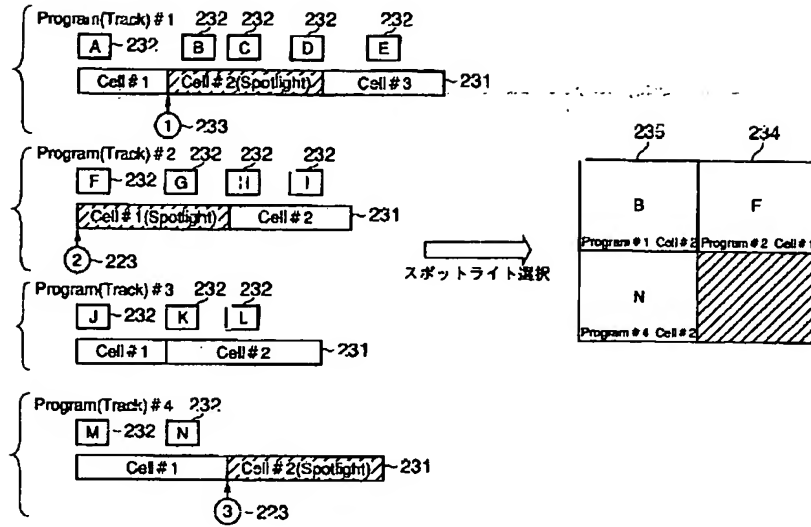 Program(Track) # 1
232 232 232 232
A 232 B C D E
Cell # 1 Cell # 2(Spotlight) Cell # 3 231
1 233
Program(Track) # 2
232 232 232
F 232 G H I
Cell # 1(Spotlight) Cell # 2 231
2 223
Program(Track) # 3
232 232
J 232 K L
Cell # 1 Cell # 2 231
Program(Track) # 4
232
M 232 N
Cell # 1 Cell # 2(Spotlight) 231
3 223
スポットライト選択
235 234
B F
Program # 1 Cell # 2 Program # 2 Cell # 1
N
Program # 4 Cell # 2